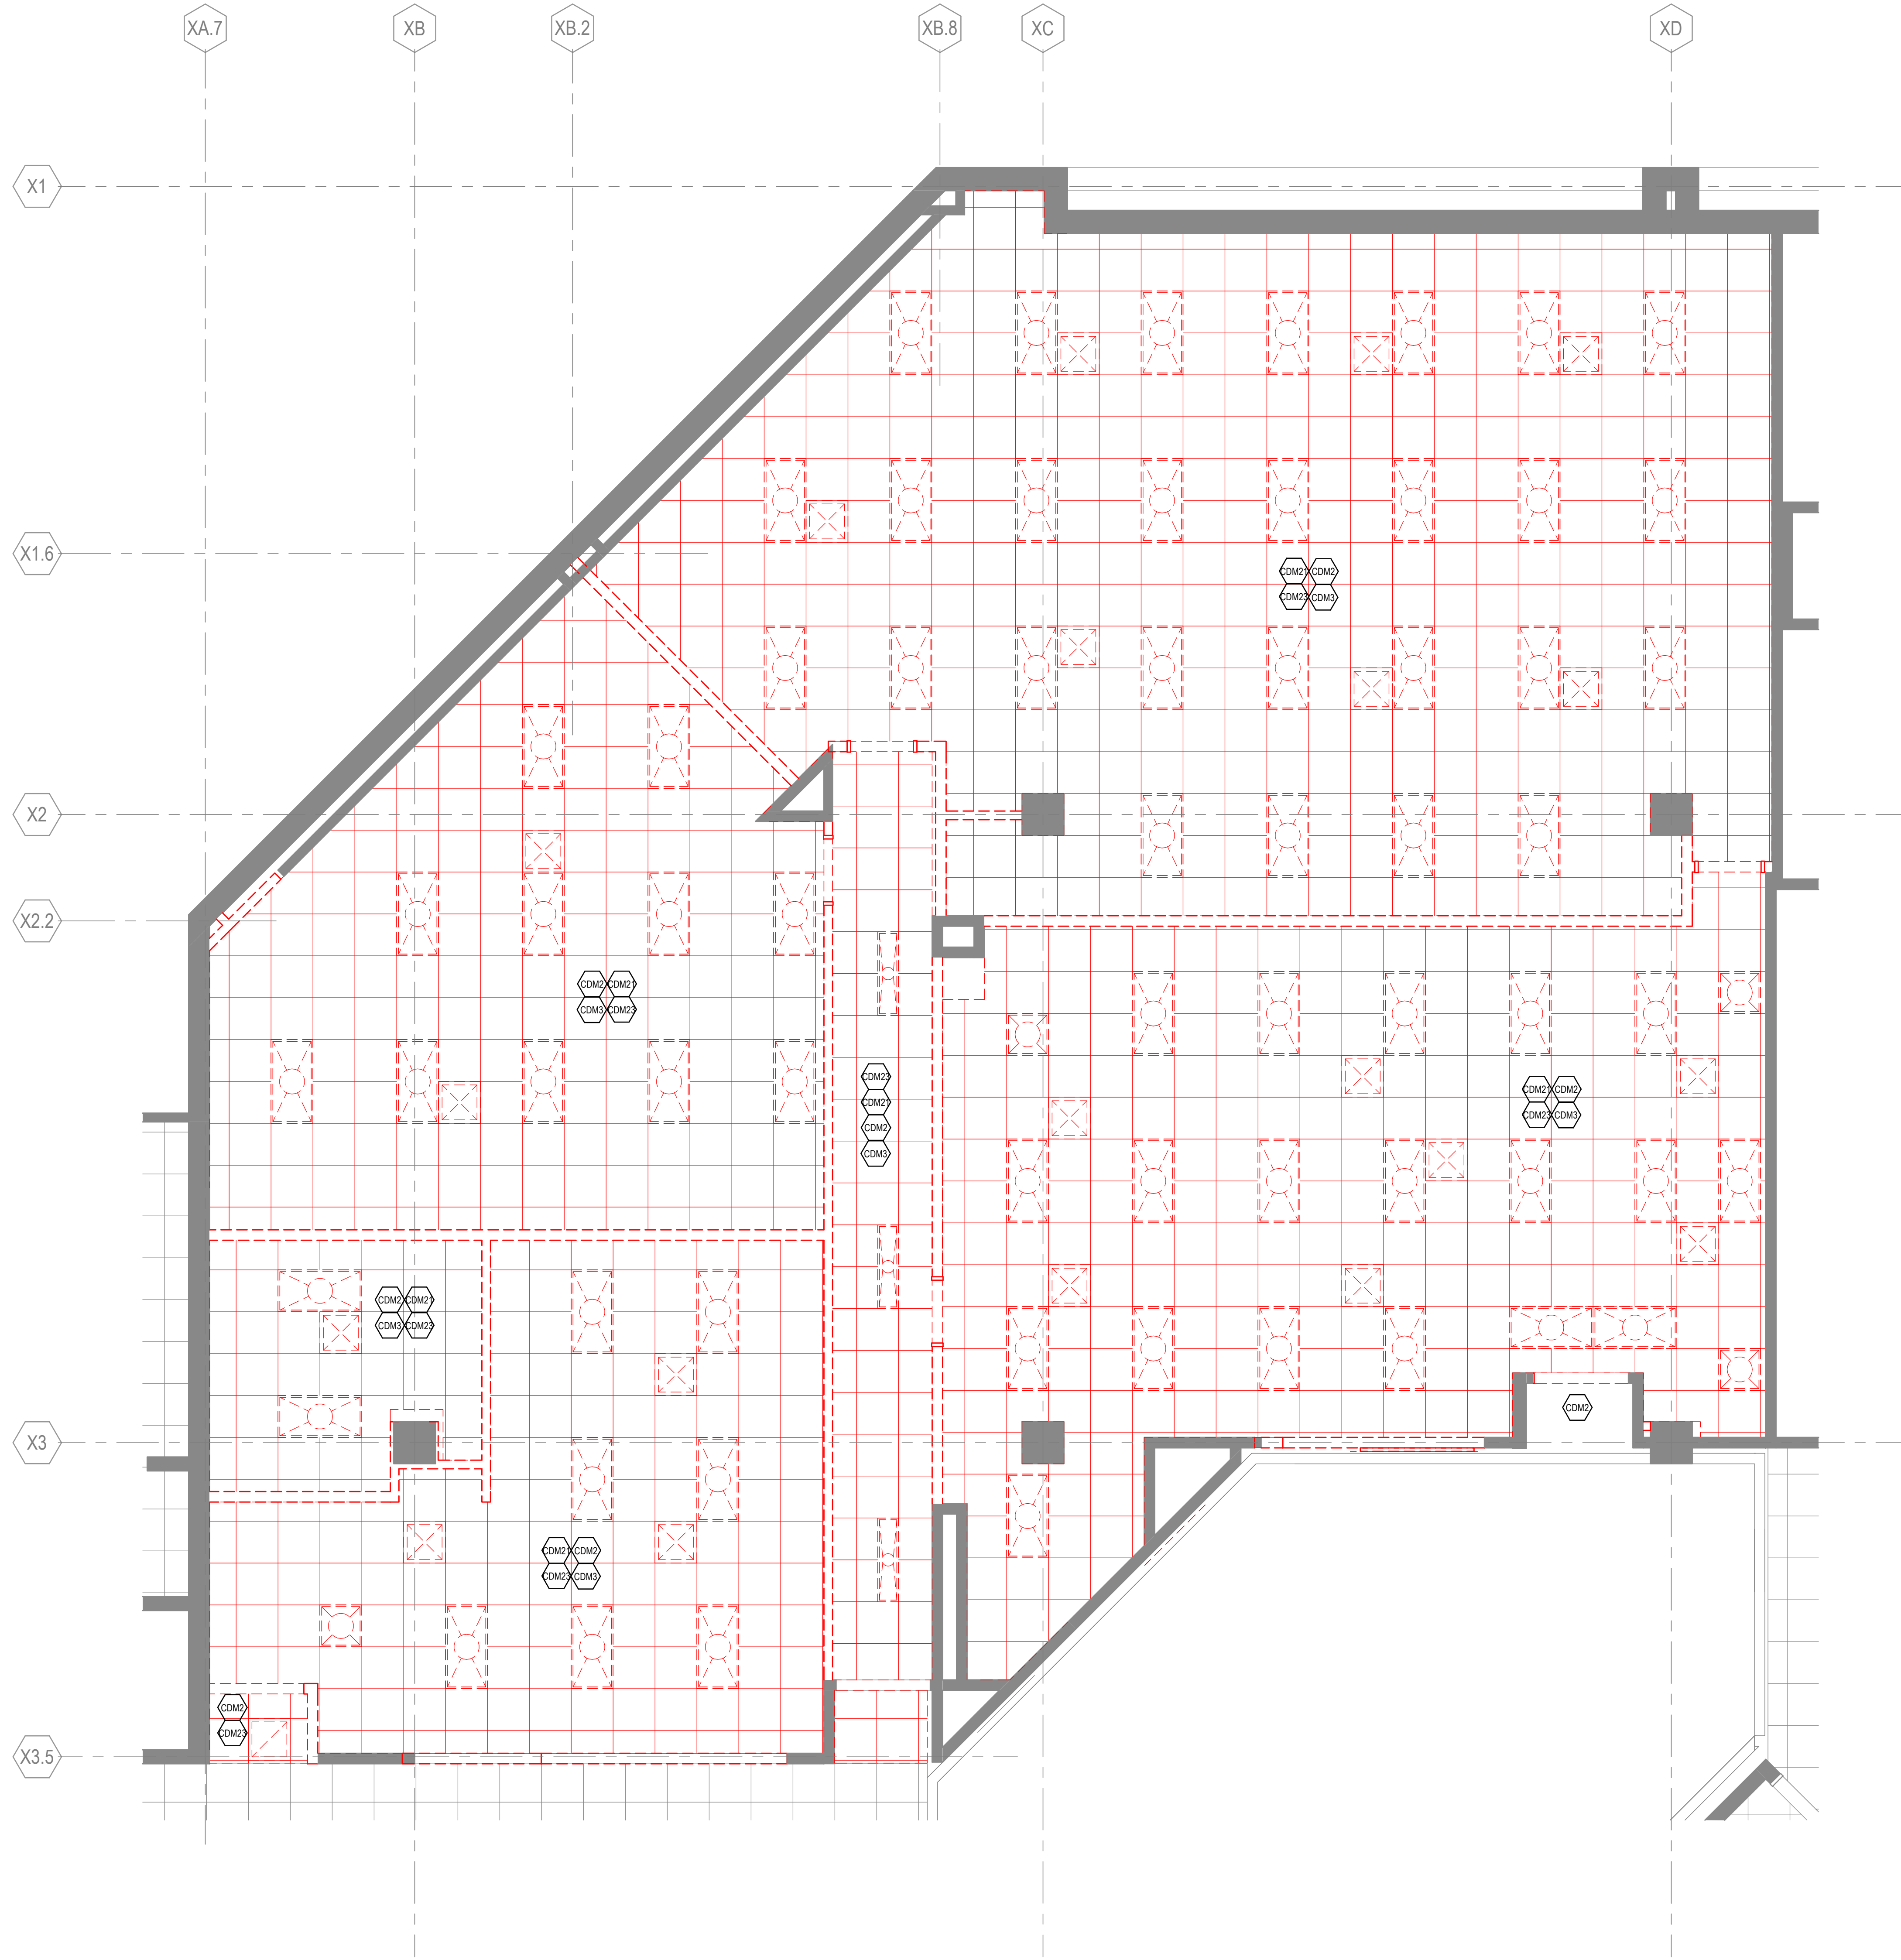 XA.7 XB XB.2 XB.8 XC XD
X1
X1.6
CDM21 CDM2
CDM23 CDM3
X2
X2.2
CDM2 CDM21
CDM3 CDM23
CDM23
CDM21
CDM2
CDM3
CDM21 CDM2
CDM23 CDM3
CDM2 CDM21
CDM3 CDM23
CDM2
X3
CDM21 CDM2
CDM23 CDM3
CDM2
CDM23
X3.5